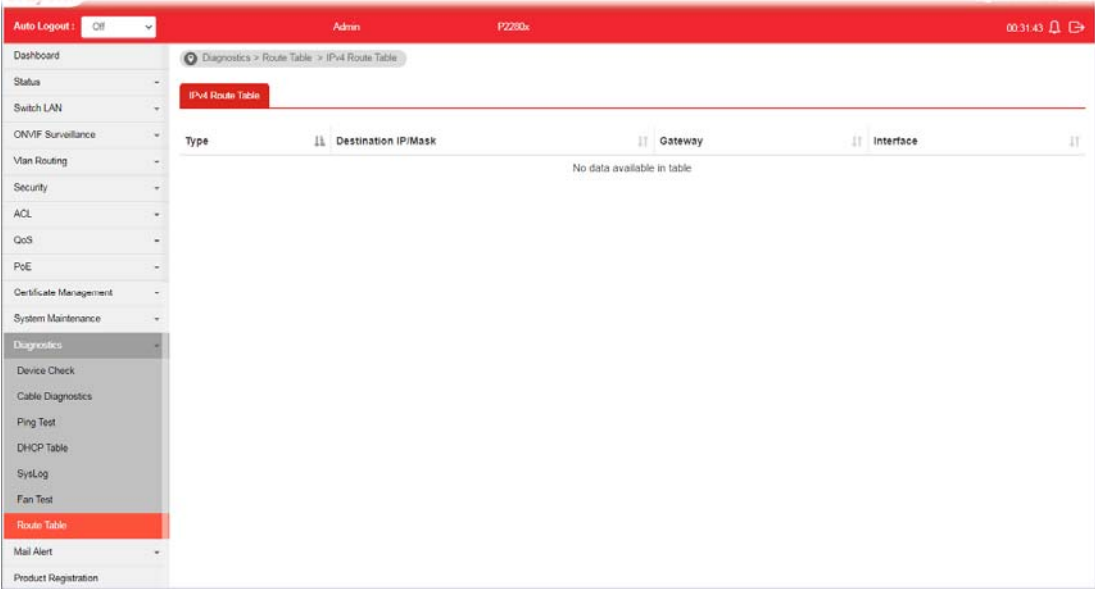 Auto Logout : Off Admin P2280x 00:31:43
Dashboard
Diagnostics > Route Table > IPv4 Route Table
Status
IPv4 Route Table
Switch LAN
ONVIF Surveillance
Type Destination IP/Mask Gateway Interface
Vlan Routing
No data available in table
Security
ACL
QoS
PoE
Certificate Management
System Maintenance
Diagnostics
Device Check
Cable Diagnostics
Ping Test
DHCP Table
SysLog
Fan Test
Route Table
Mail Alert
Product Registration